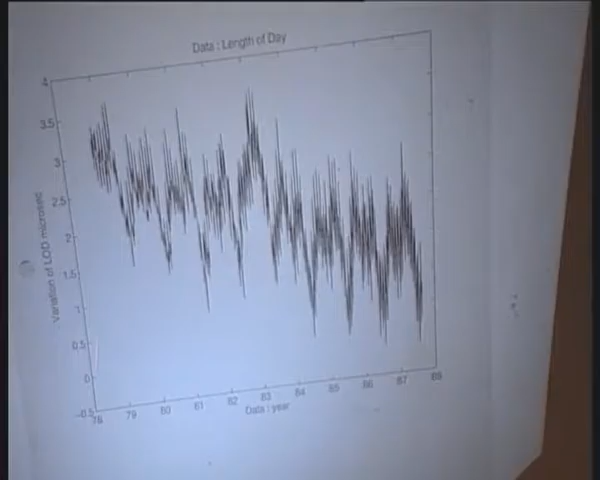 Data : Length of Day
4
3.5
3
2.5
2
1.5
1
0.5
0
-0.5
Variation of LOD microsec
78 79 80 81 82 83 84 85 86 87 88
Data : year